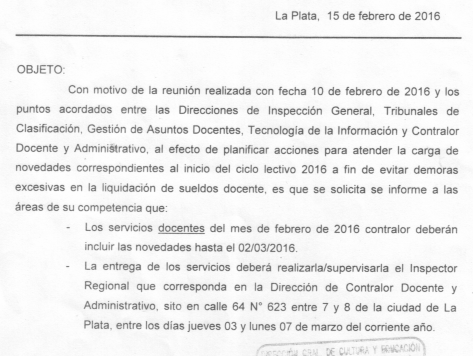 La Plata, 15 de febrero de 2016
OBJETO:
Con motivo de la reunión realizada con fecha 10 de febrero de 2016 y los
puntos acordados entre las Direcciones de Inspección General, Tribunales de
Clasificación, Gestión de Asuntos Docentes, Tecnología de la Información y Contralor
Docente y Administrativo, al efecto de planificar acciones para atender la carga de
novedades correspondientes al inicio del ciclo lectivo 2016 a fin de evitar demoras
excesivas en la liquidación de sueldos docente, es que se solicita se informe a las
áreas de su competencia que:
- Los servicios docentes del mes de febrero de 2016 contralor deberán
incluir las novedades hasta el 02/03/2016.
- La entrega de los servicios deberá realizarla/supervisarla el Inspector
Regional que corresponda en la Dirección de Contralor Docente y
Administrativo, sito en calle 64 N° 623 entre 7 y 8 de la ciudad de La
Plata, entre los días jueves 03 y lunes 07 de marzo del corriente año.
DE CULTURA Y EDUCACIÓN